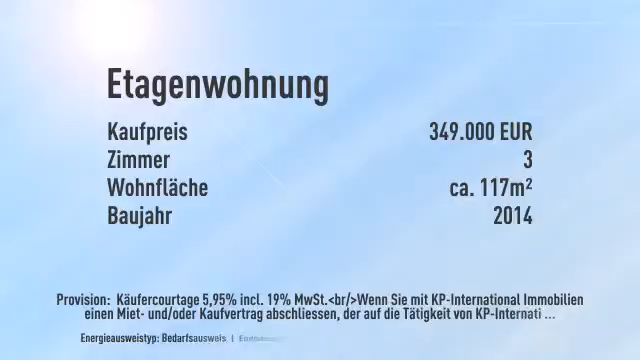 Etagenwohnung
Kaufpreis 349.000 EUR
Zimmer 3
Wohnfläche ca. 117m²
Baujahr 2014
Provision: Käufercourtage 5,95% incl. 19% MwSt.<br/>Wenn Sie mit KP-International Immobilien
einen Miet- und/oder Kaufvertrag abschliessen, der auf die Tätigkeit von KP-Internati ...
Energieausweistyp: Bedarfsausweis |